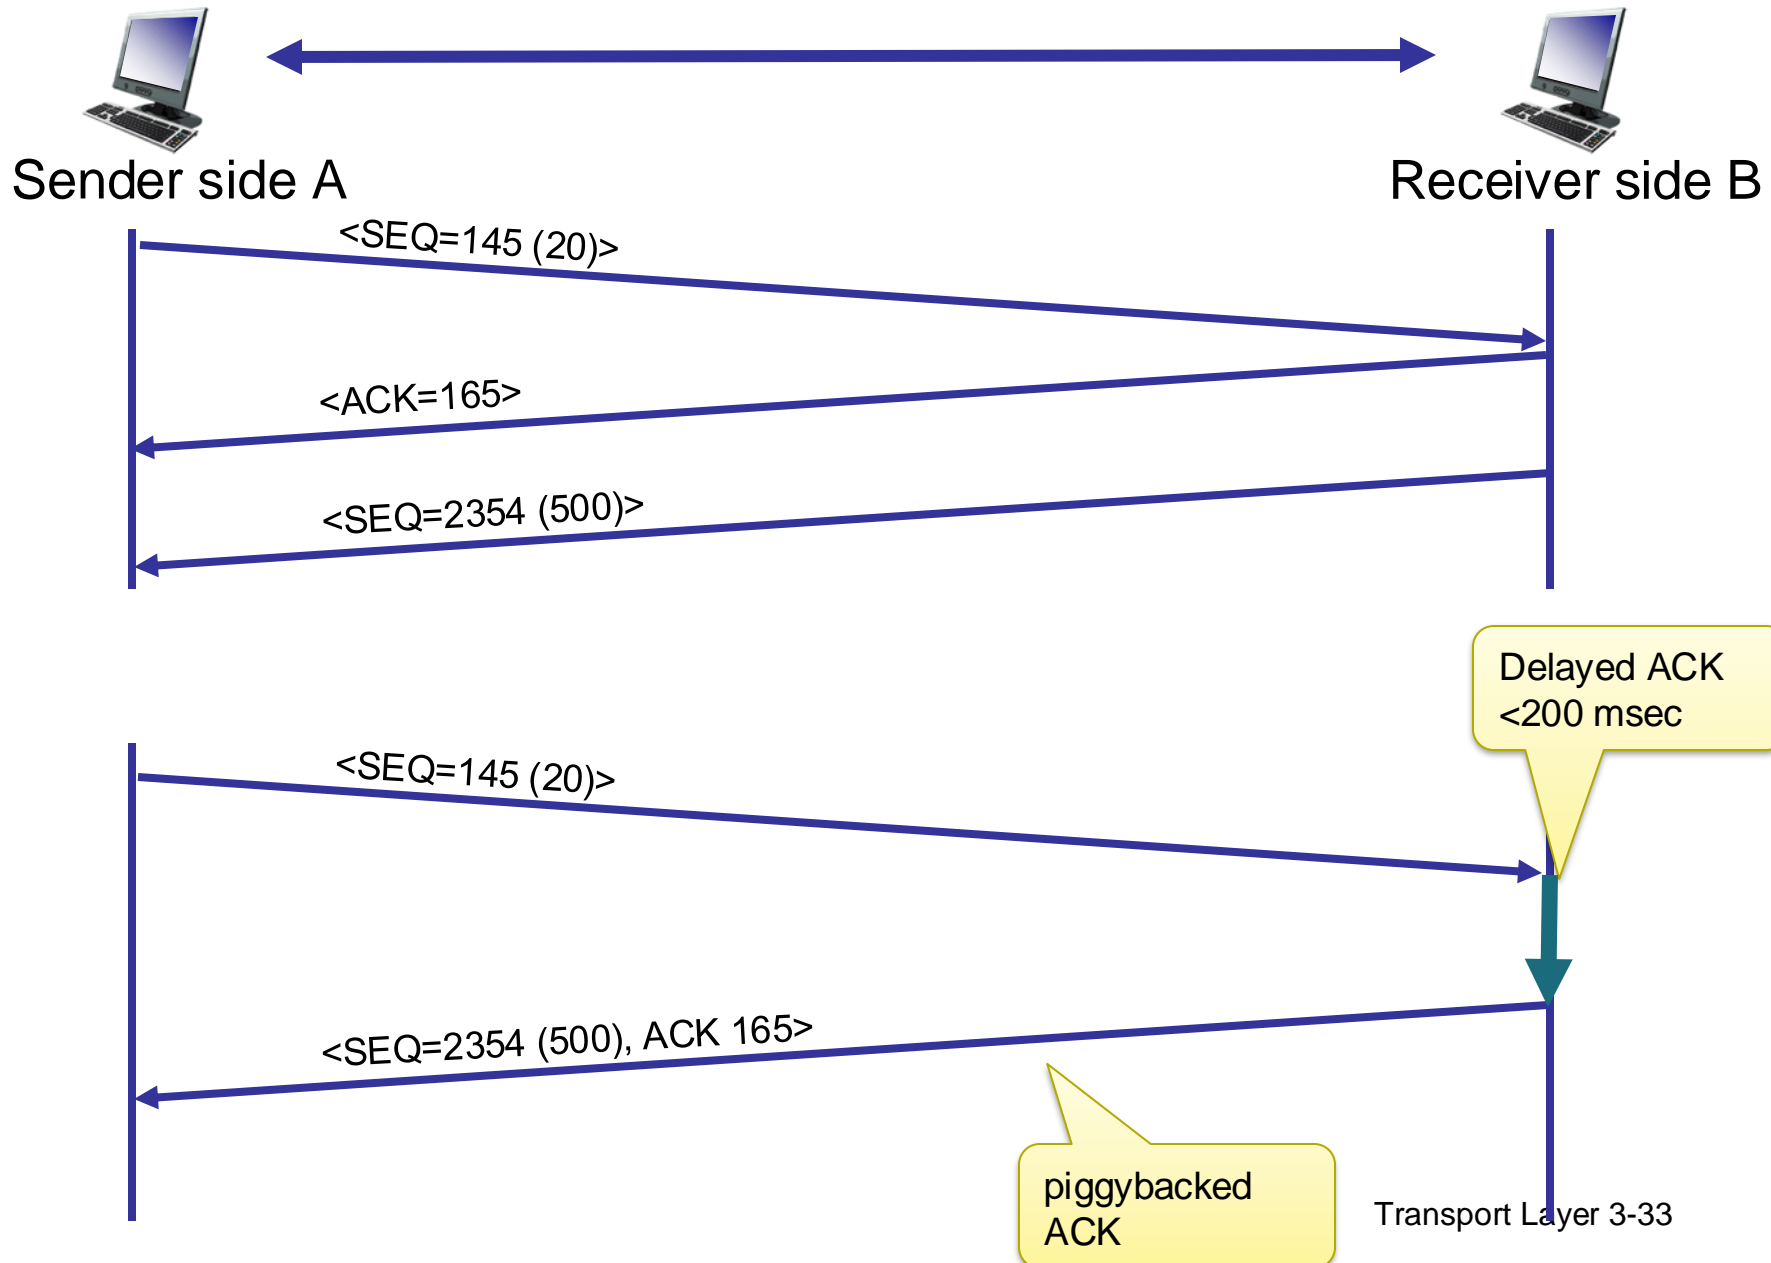 Sender side A
Receiver side B
<SEQ=145 (20)>
<ACK=165>
<SEQ=2354 (500)>
Delayed ACK
<200 msec
<SEQ=145 (20)>
<SEQ=2354 (500), ACK 165>
piggybacked
ACK
Transport Layer 3-33